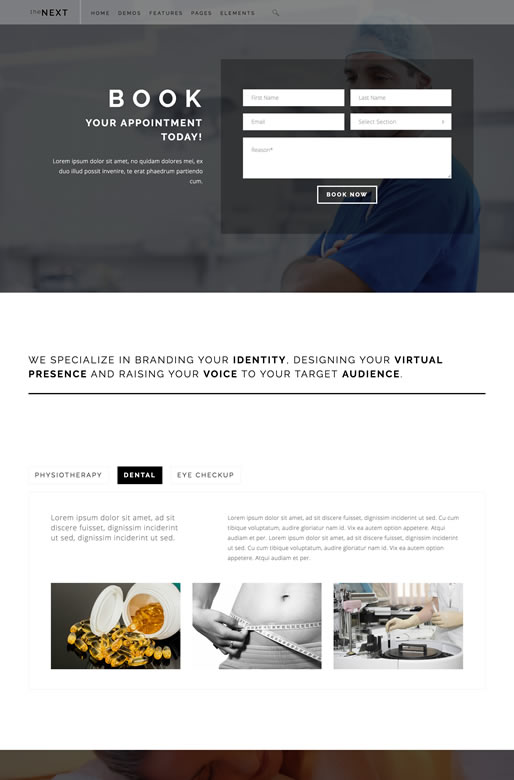 theNEXT
HOME DEMOS FEATURES PAGES ELEMENTS
BOOK
YOUR APPOINTMENT
TODAY!
Lorem ipsum dolor sit amet, no quidam dolores mei, ex
duo illud possit invenire, te erat phaedrum partiendo
cum.
First Name
Last Name
Email
Select Section
Reason*
BOOK NOW
WE SPECIALIZE IN BRANDING YOUR IDENTITY, DESIGNING YOUR VIRTUAL
PRESENCE AND RAISING YOUR VOICE TO YOUR TARGET AUDIENCE.
PHYSIOTHERAPY
DENTAL
EYE CHECKUP
Lorem ipsum dolor sit amet, ad sit
discere fuisset, dignissim inciderint
ut sed, dignissim inciderint
Lorem ipsum dolor sit amet, ad sit discere fuisset, dignissim inciderint ut sed. Cu cum
tibique voluptatum, audire gloriatur nam id. Vix ea autem option appetere. Atqui
audiam et per. Lorem ipsum dolor sit amet, ad sit discere fuisset, dignissim inciderint
ut sed. Cu cum tibique voluptatum, audire gloriatur nam id. Vix ea autem option
appetere. Atqui audiam et per.